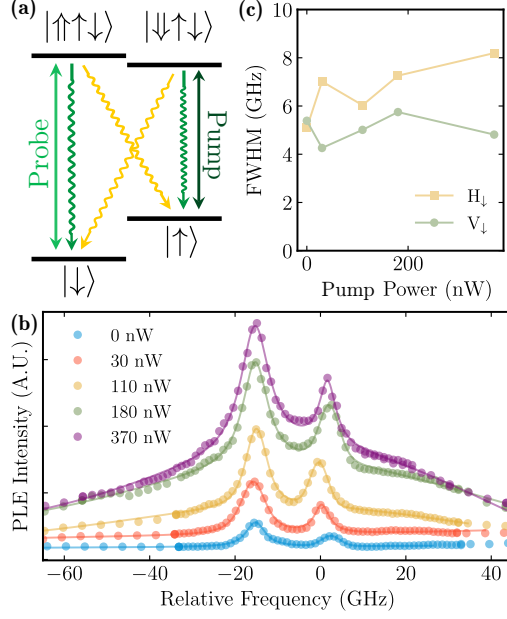 (a)
|⇑↑↓⟩ |⇓↑↓⟩
Probe
Pump
|↑⟩
|↓⟩
(c)
10
8
6
4
2
0
FWHM (GHz)
H↓
V↓
0 200
Pump Power (nW)
(b)
0 nW
30 nW
110 nW
180 nW
370 nW
PLE Intensity (A.U.)
−60 −40 −20 0 20 40
Relative Frequency (GHz)